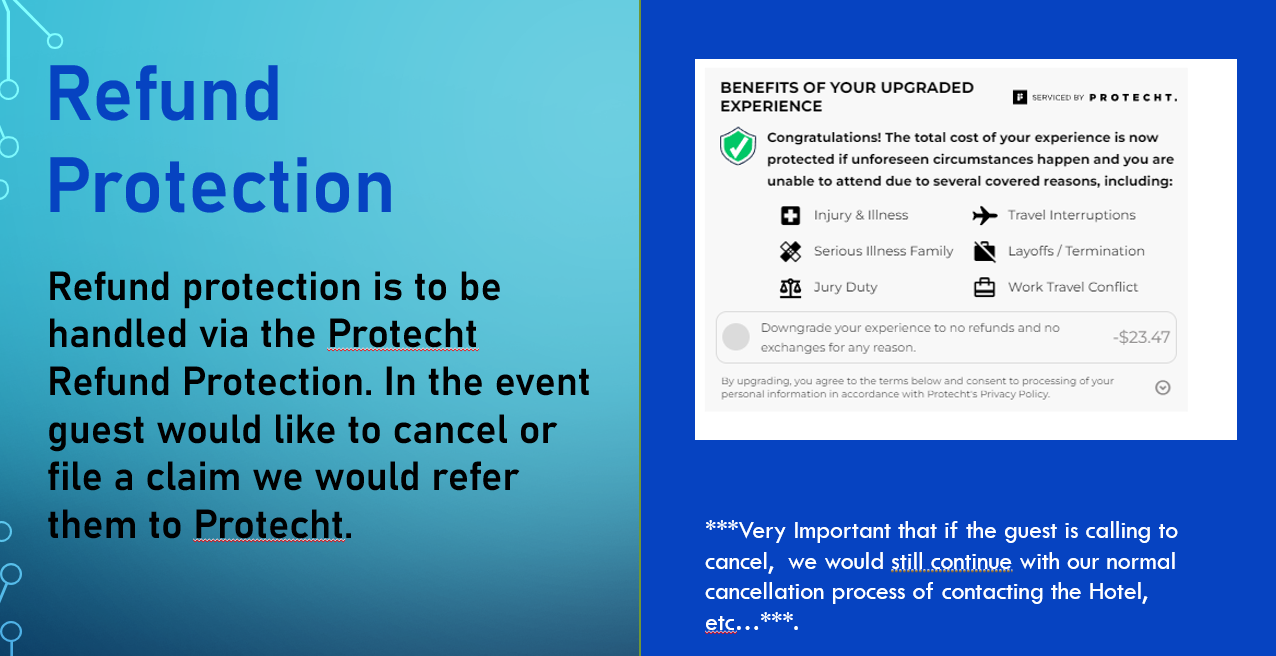 Refund
Protection
Refund protection is to be
handled via the Protecht
Refund Protection. In the event
guest would like to cancel or
file a claim we would refer
them to Protecht.
BENEFITS OF YOUR UPGRADED
EXPERIENCE
SERVICED BY PROTECHT.
Congratulations! The total cost of your experience is now
protected if unforeseen circumstances happen and you are
unable to attend due to several covered reasons, including:
Injury & Illness
Travel Interruptions
Serious Illness Family
Layoffs / Termination
Jury Duty
Work Travel Conflict
Downgrade your experience to no refunds and no
exchanges for any reason.
-$23.47
By upgrading, you agree to the terms below and consent to processing of your
personal information in accordance with Protecht's Privacy Policy.
***Very Important that if the guest is calling to
cancel,  we would still continue with our normal
cancellation process of contacting the Hotel,
etc...***.